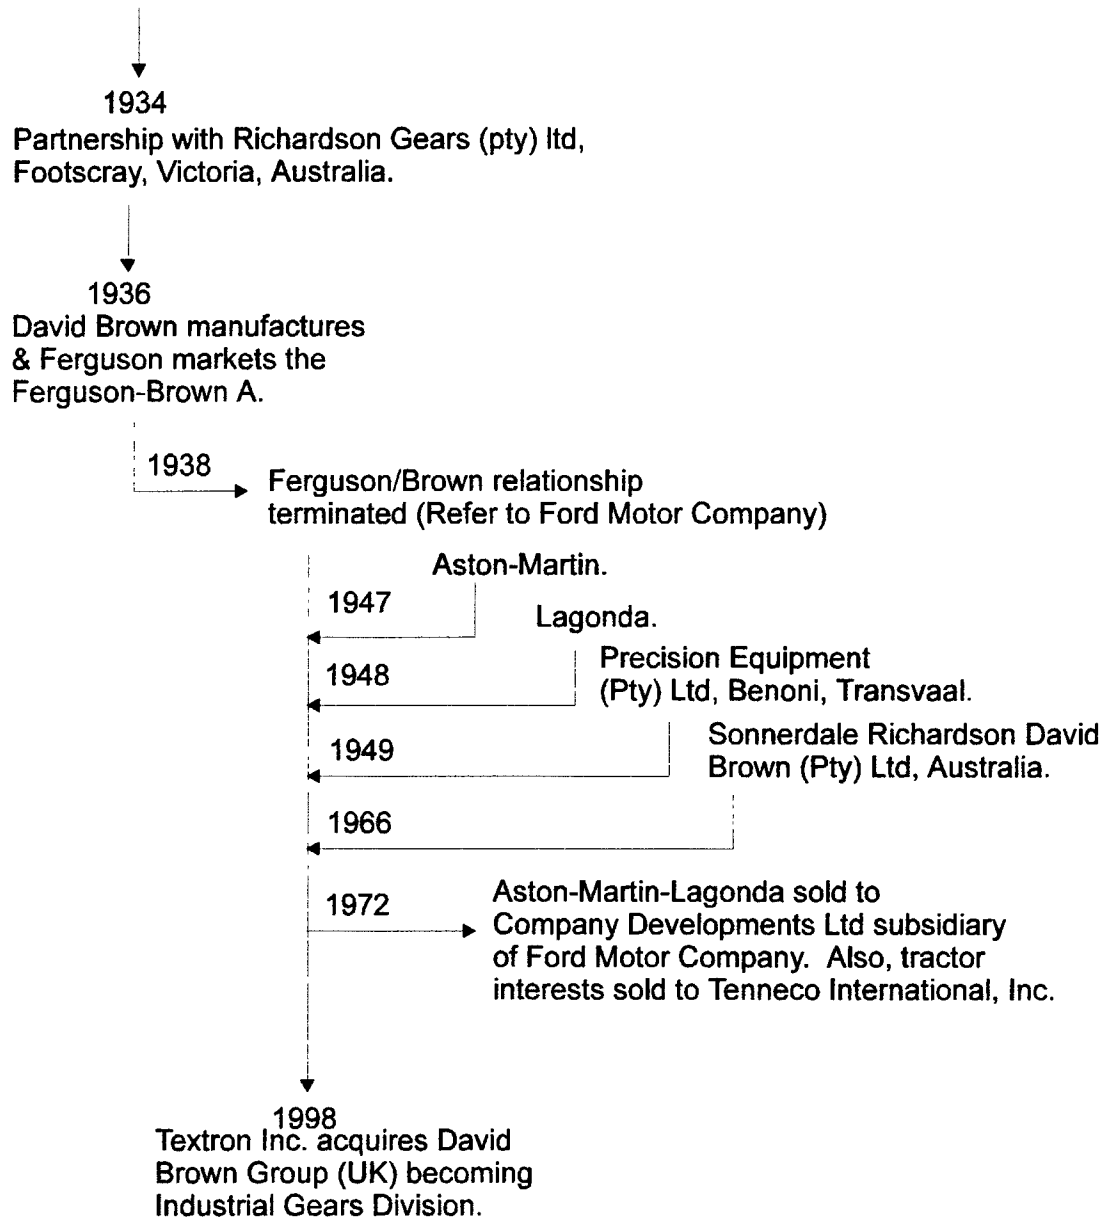 1934
Partnership with Richardson Gears (pty) ltd,
Footscray, Victoria, Australia.
1936
David Brown manufactures
& Ferguson markets the
Ferguson-Brown A.
1938
Ferguson/Brown relationship
terminated (Refer to Ford Motor Company)
Aston-Martin.
1947
Lagonda.
1948
Precision Equipment
(Pty) Ltd, Benoni, Transvaal.
1949
Sonnerdale Richardson David
Brown (Pty) Ltd, Australia.
1966
1972
Aston-Martin-Lagonda sold to
Company Developments Ltd subsidiary
of Ford Motor Company. Also, tractor
interests sold to Tenneco International, Inc.
1998
Textron Inc. acquires David
Brown Group (UK) becoming
Industrial Gears Division.